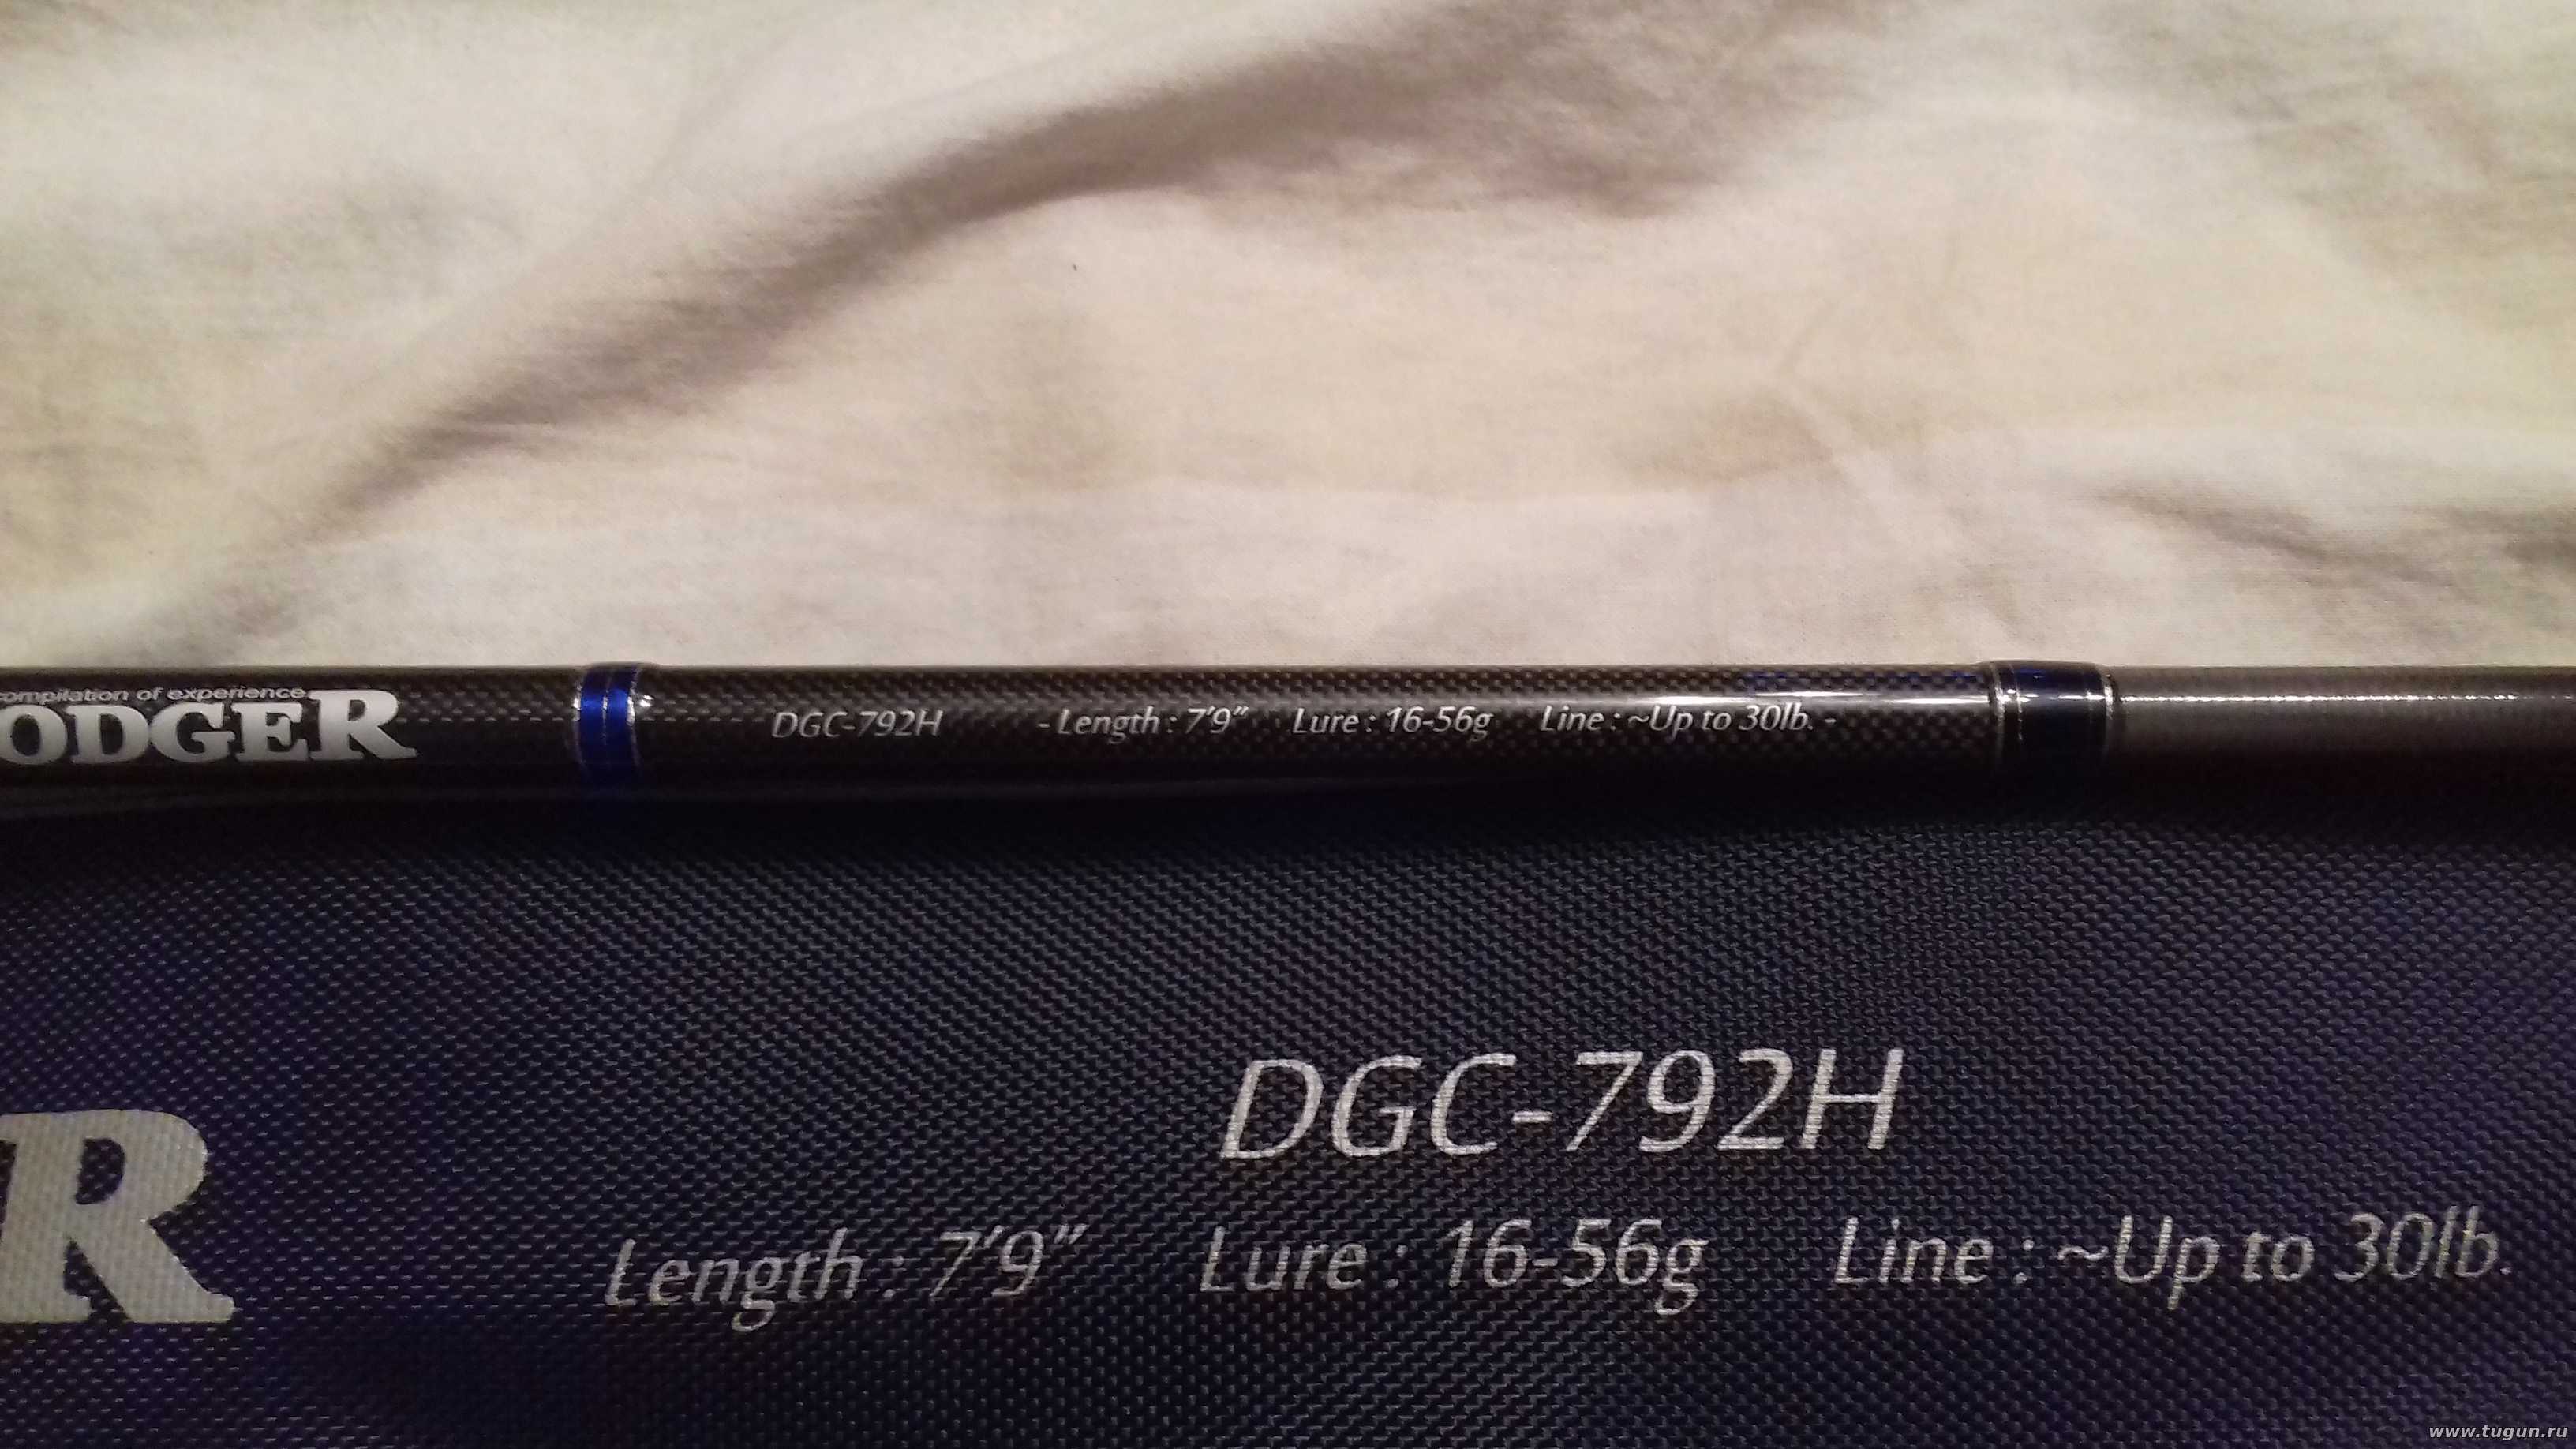 compilation of experience
ODGER
DGC-792H - Length : 7'9" Lure : 16-56g Line : ~Up to 30lb. -
DGC-792H
R
Length : 7'9" Lure : 16-56g Line : ~Up to 30lb.
www.tugun.ru